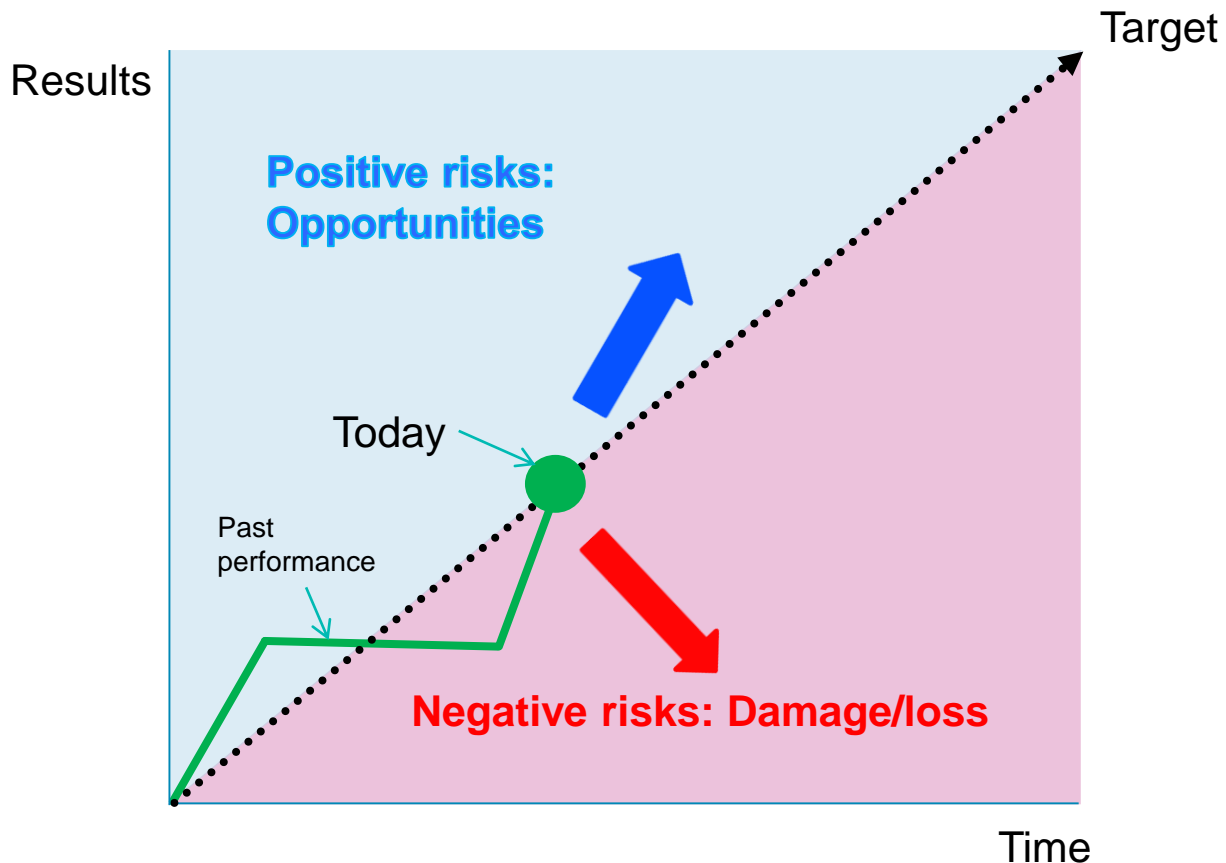 Target
Results
Positive risks:
Opportunities
Today
Past
performance
Negative risks: Damage/loss
Time